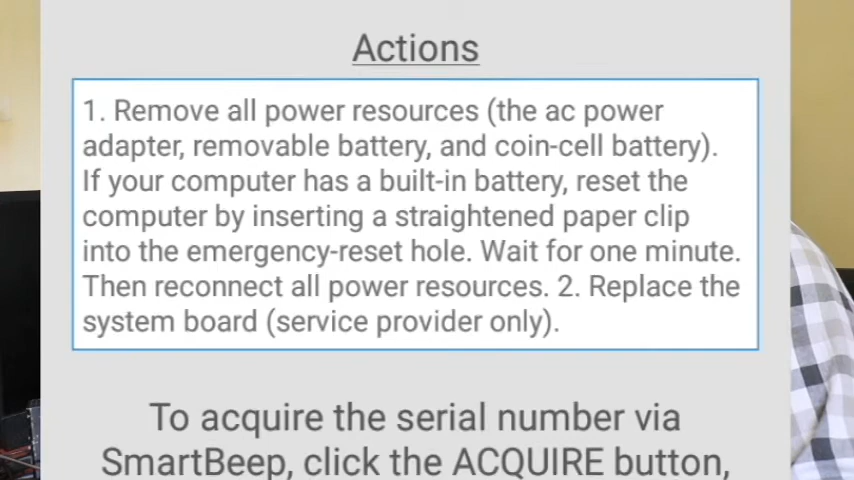 Actions
1. Remove all power resources (the ac power
adapter, removable battery, and coin-cell battery).
If your computer has a built-in battery, reset the
computer by inserting a straightened paper clip
into the emergency-reset hole. Wait for one minute.
Then reconnect all power resources. 2. Replace the
system board (service provider only).
To acquire the serial number via
SmartBeep, click the ACQUIRE button,